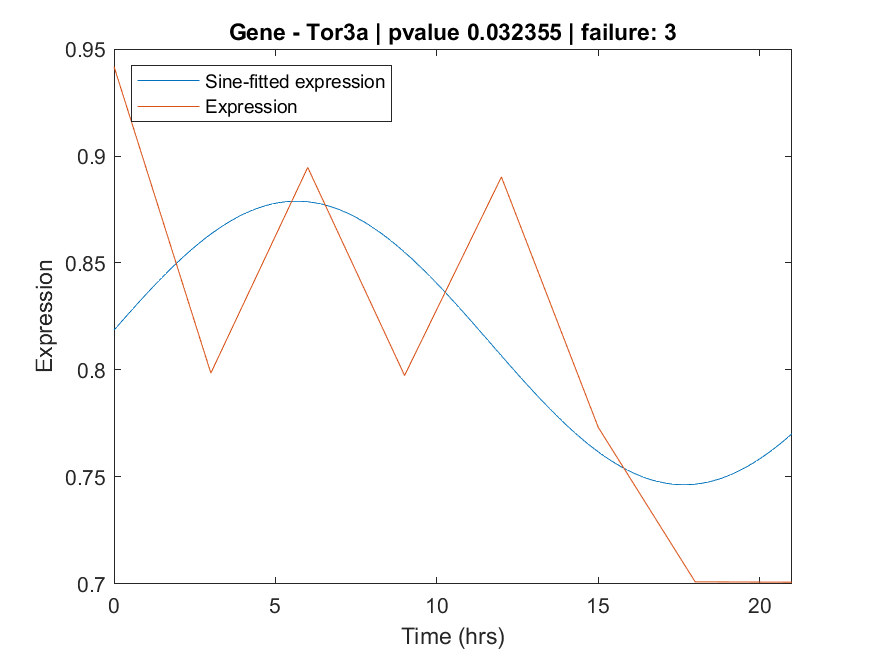 Gene - Tor3a | pvalue 0.032355 | failure: 3
Sine-fitted expression
Expression
0.95
0.9
0.85
0.8
0.75
0.7
Expression
0 5 10 15 20
Time (hrs)